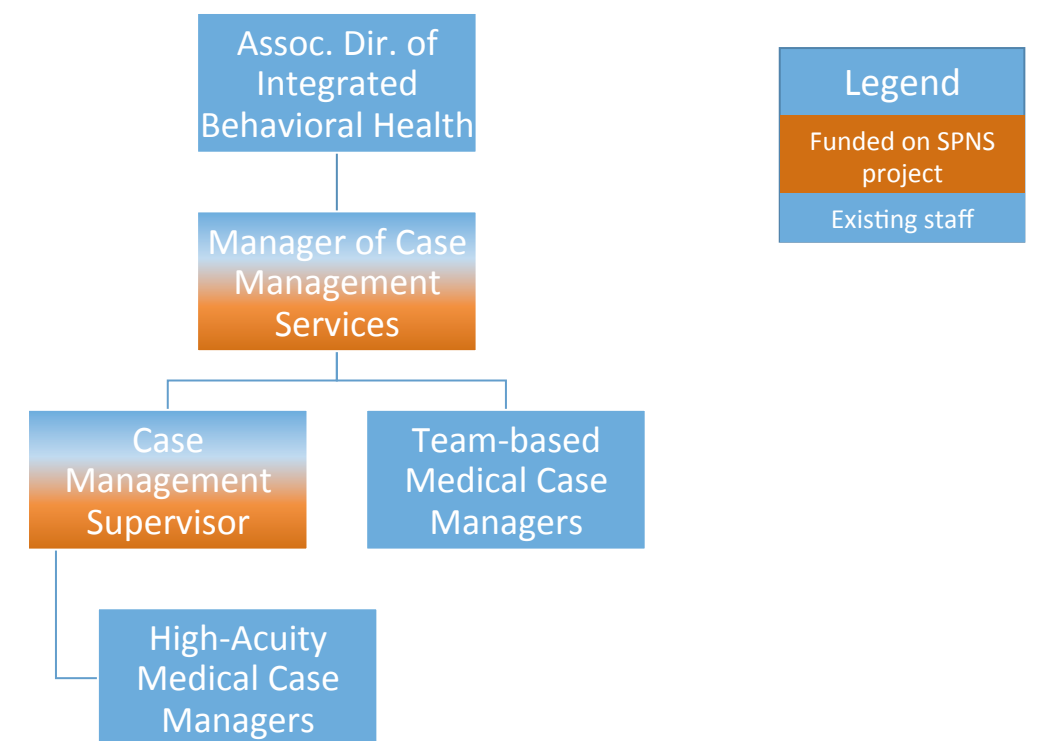 Assoc. Dir. of
Integrated
Behavioral Health
Legend
Funded on SPNS
project
Existing staff
Manager of Case
Management
Services
Case
Management
Supervisor
Team-based
Medical Case
Managers
High-Acuity
Medical Case
Managers